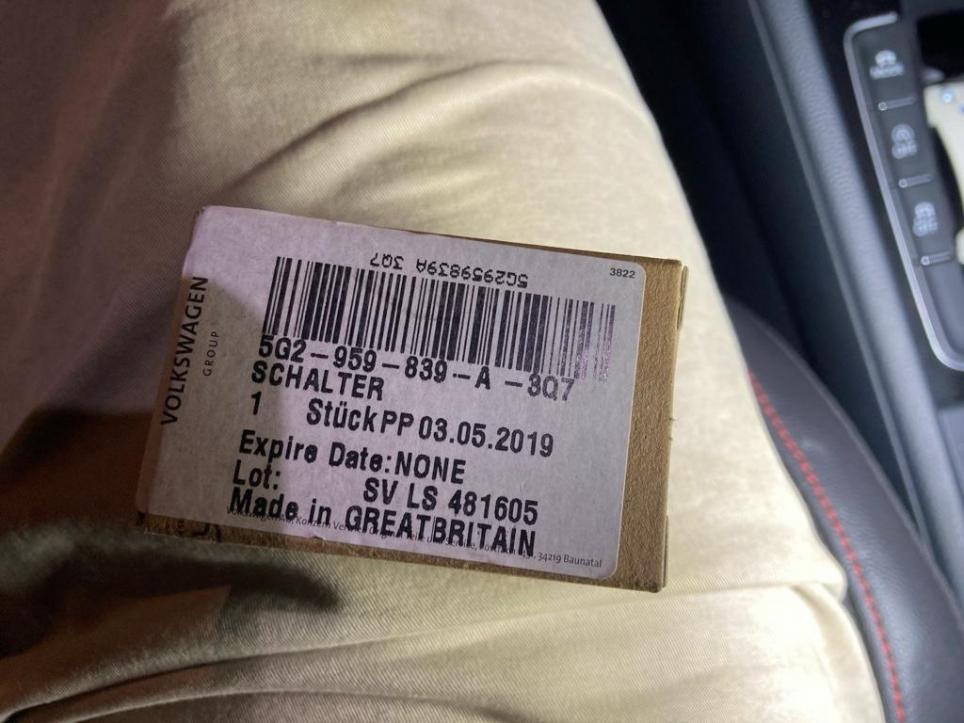 5G2959839A 3Q7
3822
VOLKSWAGEN
GROUP
5G2-959-839-A -3Q7
SCHALTER
1 Stück PP 03.05.2019
Expire Date:NONE
Lot: SV LS 481605
Made in GREATBRITAIN
34219 Baunatal